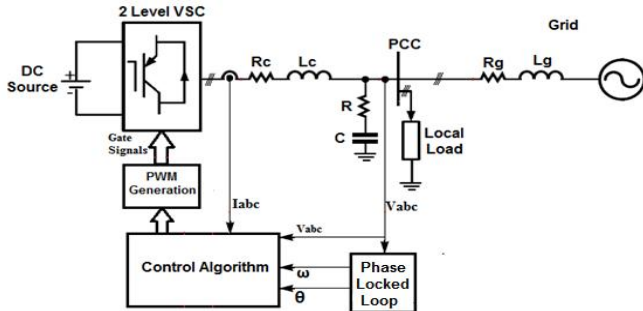 2 Level VSC
Grid
DC
Source
+
-
Rc
Lc
PCC
Rg
Lg
R
C
Local
Load
Gate
Signals
PWM
Generation
Iabc
Vabc
Vabc
Control Algorithm
ω
θ
Phase
Locked
Loop